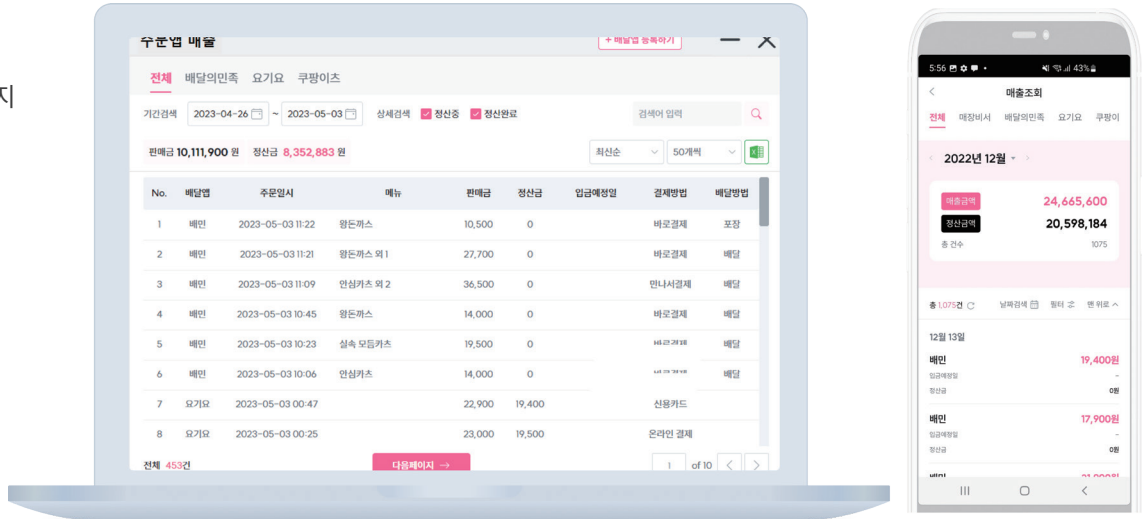 지
주문앱 매출
+ 배달앱 등록하기
전체 배달의민족 요기요 쿠팡이츠
기간검색 2023-04-26 ~ 2023-05-03 상세검색 정산중 정산완료 검색어 입력
판매금 10,111,900 원 정산금 8,352,883 원 최신순 50개씩
No. 배달앱 주문일시 메뉴 판매금 정산금 입금예정일 결제방법 배달방법
1 배민 2023-05-03 11:22 왕돈까스 10,500 0 바로결제 포장
2 배민 2023-05-03 11:21 왕돈까스 외 1 27,700 0 바로결제 배달
3 배민 2023-05-03 11:09 안심카츠 외 2 36,500 0 만나서결제 배달
4 배민 2023-05-03 10:45 왕돈까스 14,000 0 바로결제 배달
5 배민 2023-05-03 10:23 실속 모듬카츠 19,500 0 배달
6 배민 2023-05-03 10:06 안심카츠 14,000 0 배달
7 요기요 2023-05-03 00:47 22,900 19,400 신용카드
8 요기요 2023-05-03 00:25 23,000 19,500 온라인 결제
전체 453건 다음페이지 → 1 of 10 < >
5:56 43%
< 매출조회
전체 매장비서 배달의민족 요기요 쿠팡이
< 2022년 12월 >
매출금액 24,665,600
정산금액 20,598,184
총 건수 1075
총 1,075건 날짜검색 필터 맨 위로
12월 13일
배민 19,400원
입금예정일 -
정산금 0원
배민 17,900원
입금예정일 -
정산금 0원